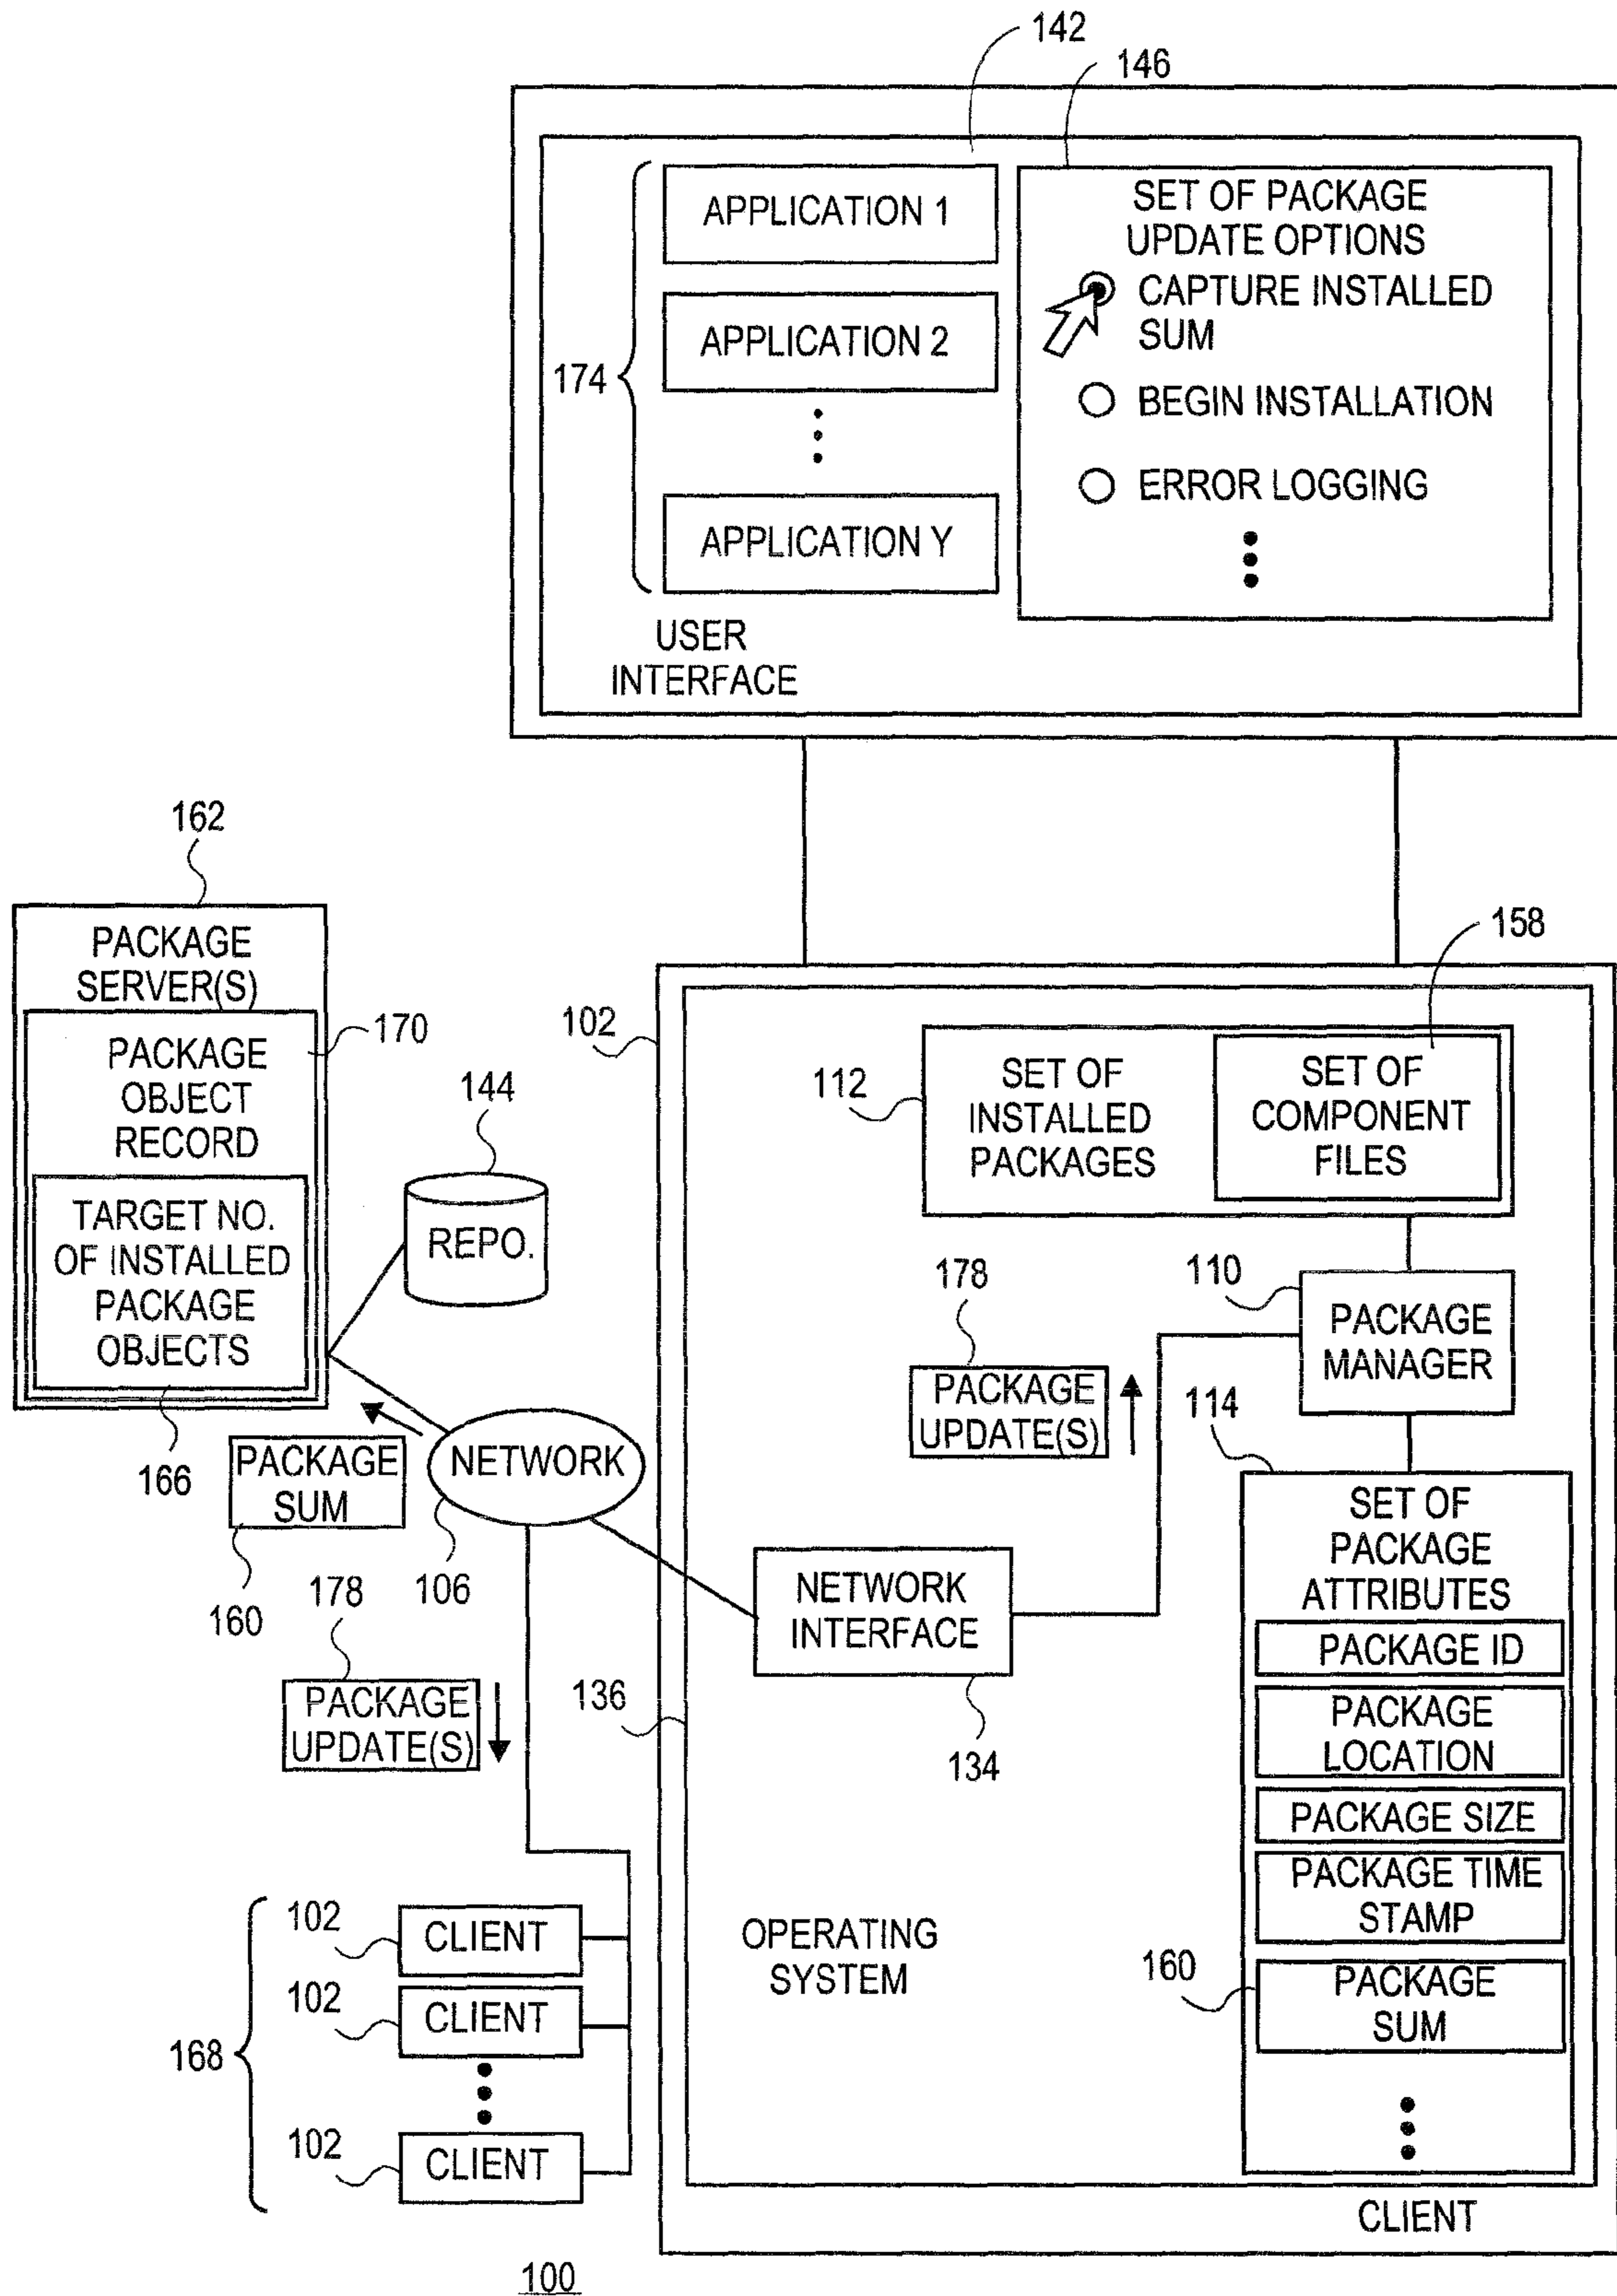 142
146
174
APPLICATION 1
APPLICATION 2
APPLICATION Y
USER
INTERFACE
SET OF PACKAGE
UPDATE OPTIONS
CAPTURE INSTALLED
SUM
BEGIN INSTALLATION
ERROR LOGGING
162
PACKAGE
SERVER(S)
170
PACKAGE
OBJECT
RECORD
TARGET NO.
OF INSTALLED
PACKAGE
OBJECTS
166
144
REPO.
PACKAGE
SUM
160
NETWORK
106
178
PACKAGE
UPDATE(S)
168
102
CLIENT
102
CLIENT
102
CLIENT
102
136
158
112
SET OF
INSTALLED
PACKAGES
SET OF
COMPONENT
FILES
110
PACKAGE
MANAGER
178
PACKAGE
UPDATE(S)
114
NETWORK
INTERFACE
134
SET OF
PACKAGE
ATTRIBUTES
PACKAGE ID
PACKAGE
LOCATION
PACKAGE SIZE
PACKAGE TIME
STAMP
160
PACKAGE
SUM
OPERATING
SYSTEM
CLIENT
100